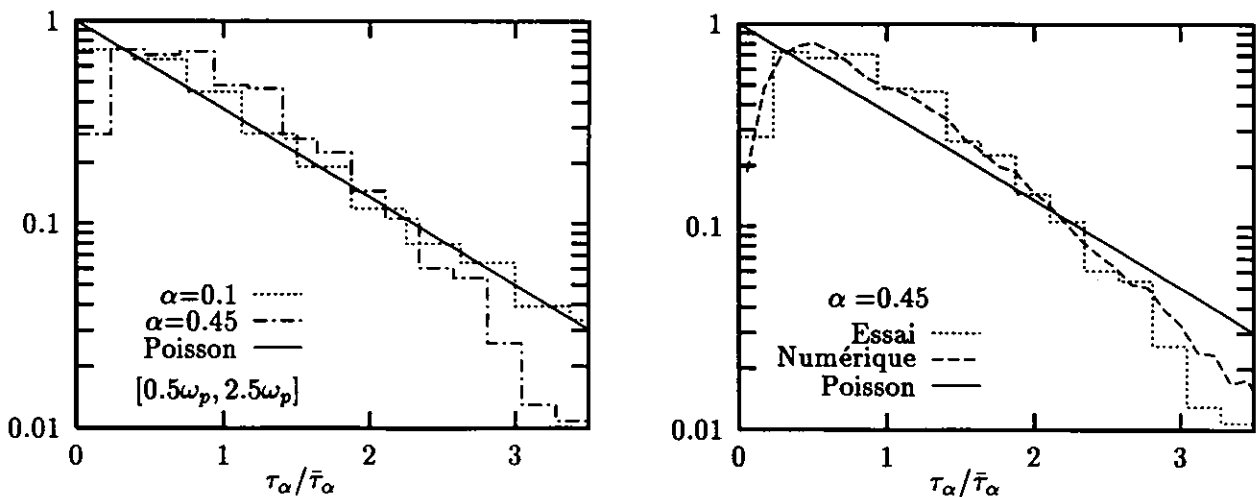 1
0.1
0.01
α=0.1
α=0.45
Poisson
[0.5ω_p, 2.5ω_p]
0 1 2 3
τ_α/τ̄_α
1
0.1
0.01
α=0.45
Essai
Numérique
Poisson
0 1 2 3
τ_α/τ̄_α